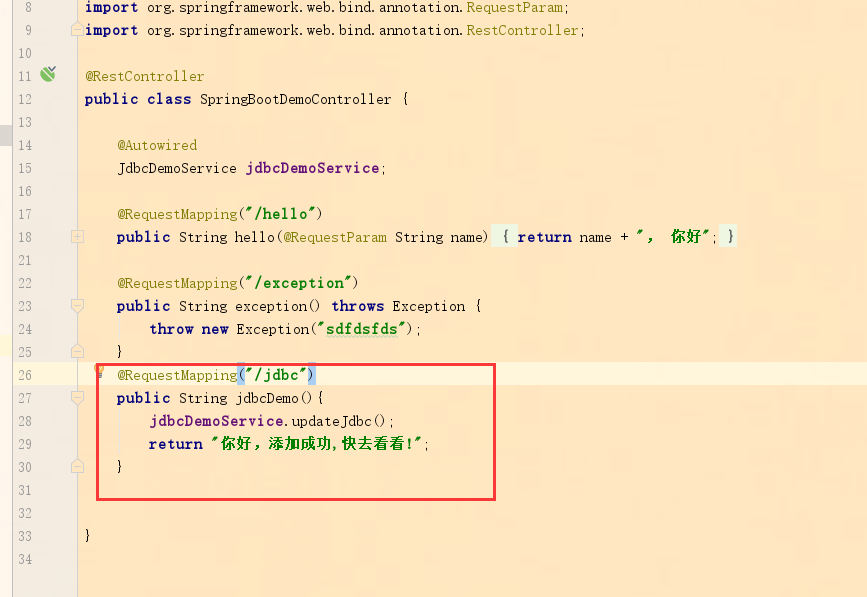 8 import org.springframework.web.bind.annotation.RequestParam;
9 import org.springframework.web.bind.annotation.RestController;
10
11 @RestController
12 public class SpringBootDemoController {
13
14 @Autowired
15 JdbcDemoService jdbcDemoService;
16
17 @RequestMapping("/hello")
18 public String hello(@RequestParam String name) { return name + ", 你好"; }
21
22 @RequestMapping("/exception")
23 public String exception() throws Exception {
24 throw new Exception("sdfdsfds");
25 }
26 @RequestMapping("/jdbc")
27 public String jdbcDemo(){
28 jdbcDemoService.updateJdbc();
29 return "你好，添加成功,快去看看!";
30 }
31
32
33 }
34